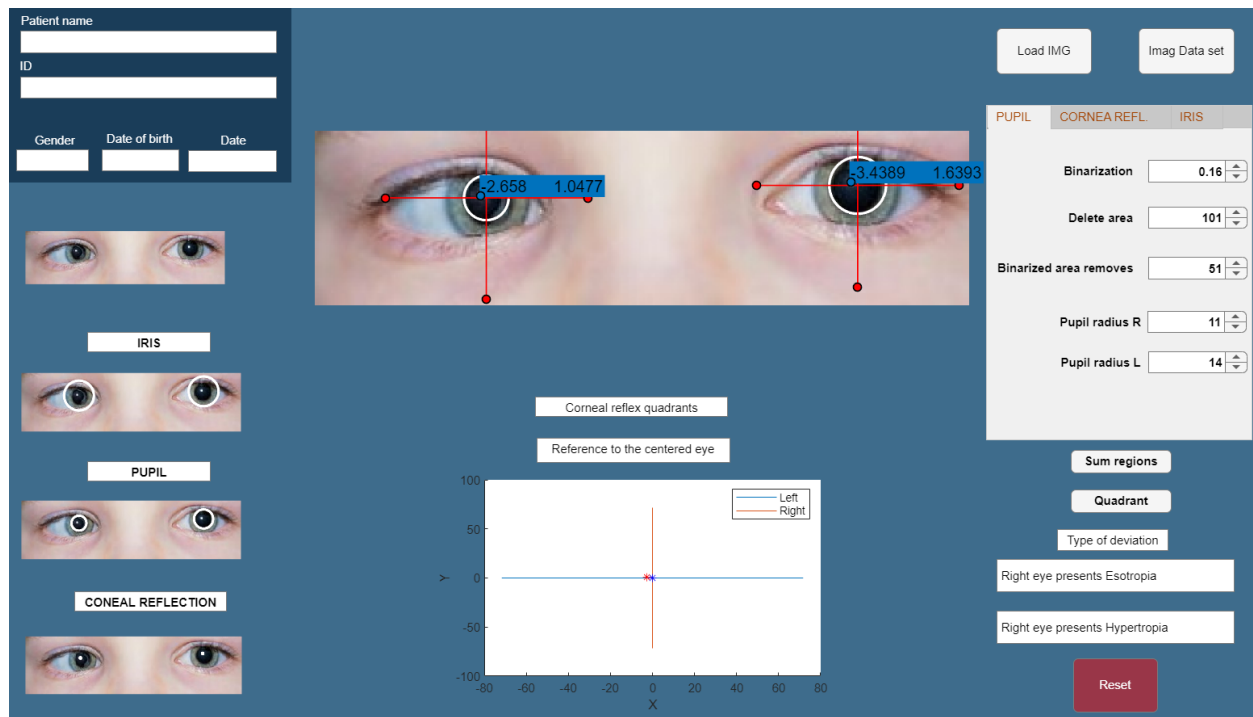 Patient name
ID
Gender Date of birth Date
Load IMG Imag Data set
PUPIL CORNEA REFL. IRIS
Binarization 0.16
Delete area 101
Binarized area removes 51
Pupil radius R 11
Pupil radius L 14
-2.658 1.0477
-3.4389 1.6393
IRIS
PUPIL
CONEAL REFLECTION
Corneal reflex quadrants
Reference to the centered eye
100
50
0
-50
-100
Y
Left
Right
-80 -60 -40 -20 0 20 40 60 80
X
Sum regions
Quadrant
Type of deviation
Right eye presents Esotropia
Right eye presents Hypertropia
Reset